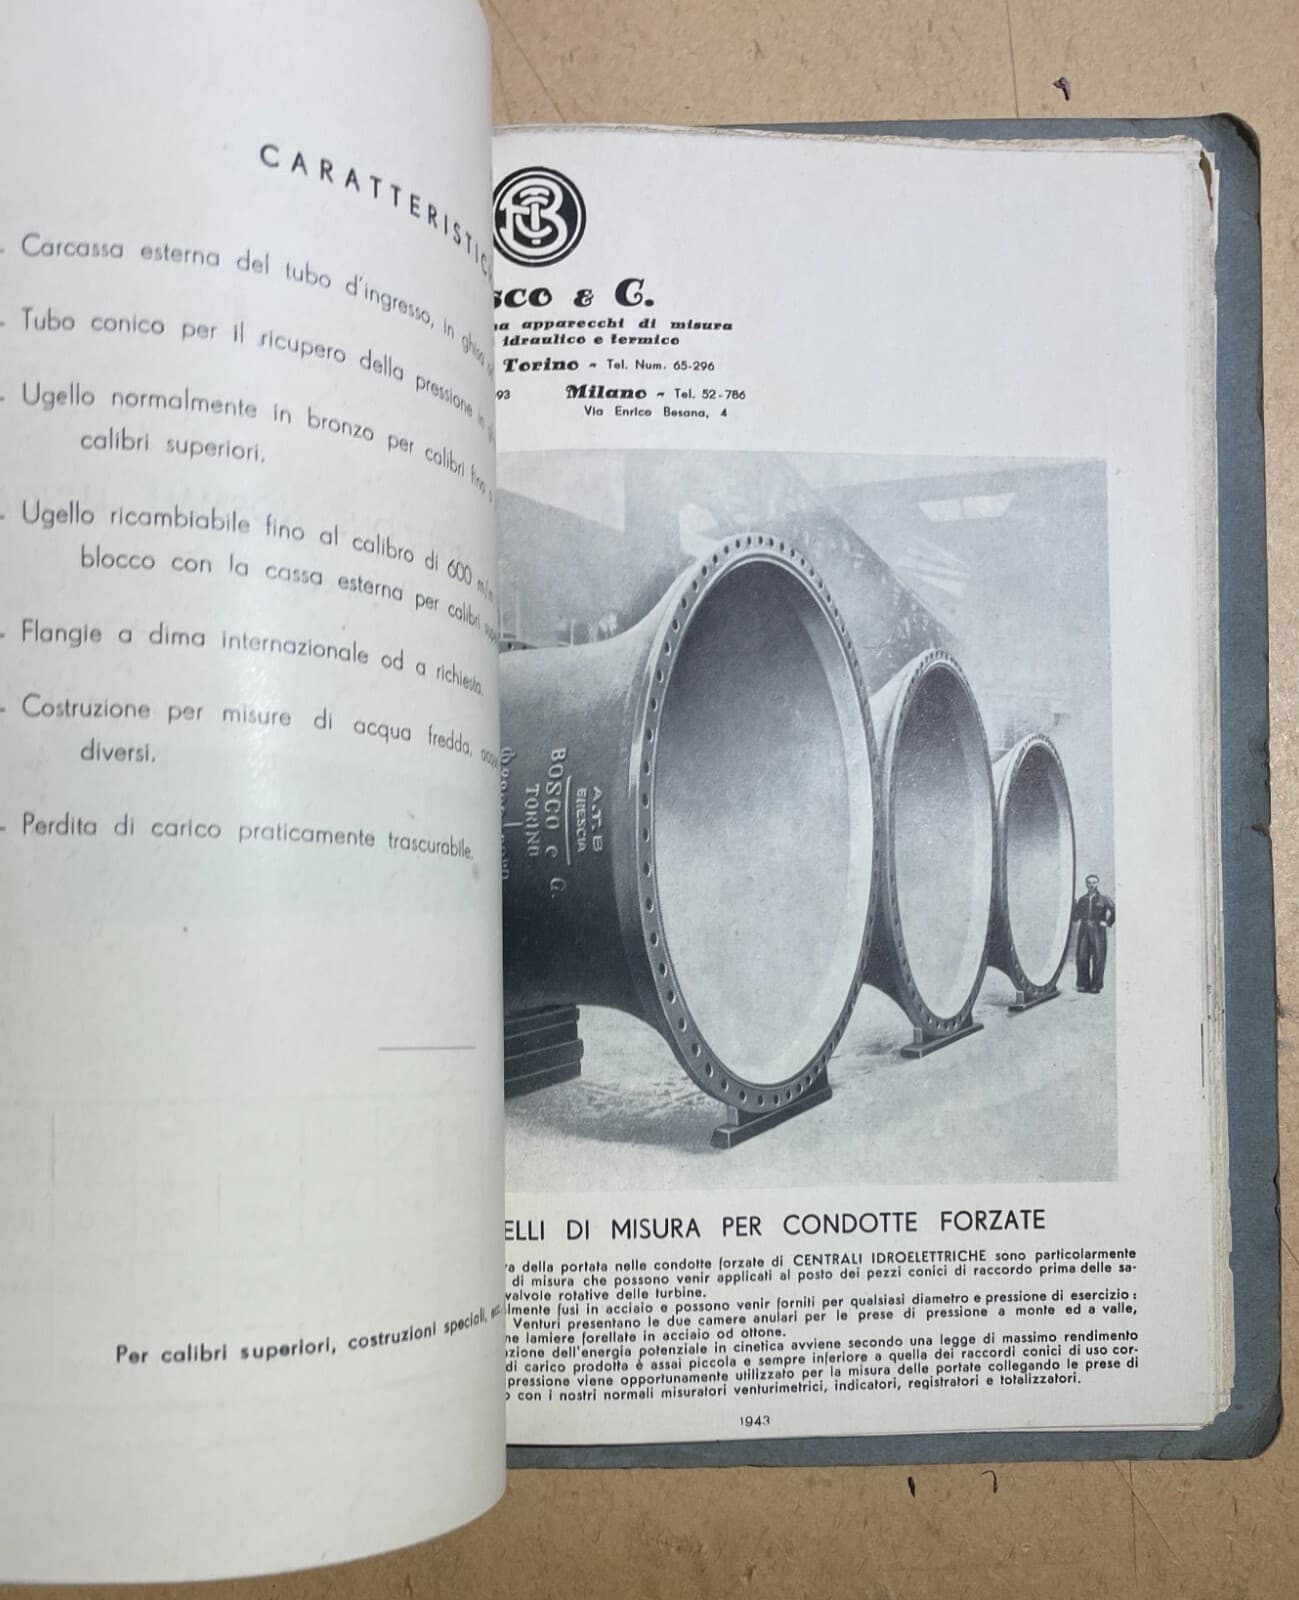 CARATTERISTIC
- Carcassa esterna del tubo d'ingresso, in ghisa
- Tubo conico per il ricupero della pressione in
- Ugello normalmente in bronzo per calibri fino a
calibri superiori.
- Ugello ricambiabile fino al calibro di 600 m/m
blocco con la cassa esterna per calibri
- Flangie a dima internazionale od a richiesta.
- Costruzione per misure di acqua fredda,
diversi.
- Perdita di carico praticamente trascurabile.
Per calibri superiori, costruzioni speciali, ecc.
SCO & C.
apparecchi di misura
idraulico e termico
Torino ~ Tel. Num. 65-296
93 Milano ~ Tel. 52-786
Via Enrico Besana, 4
A.T.B
BRESCIA
BOSCO e C.
TORINO
ELLI DI MISURA PER CONDOTTE FORZATE
della portata nelle condotte forzate di CENTRALI IDROELETTRICHE sono particolarmente
di misura che possono venir applicati al posto dei pezzi conici di raccordo prima delle sa-
valvole rotative delle turbine.
lmente fusi in acciaio e possono venir forniti per qualsiasi diametro e pressione di esercizio:
Venturi presentano le due camere anulari per le prese di pressione a monte ed a valle,
ne lamiere forellate in acciaio od ottone.
zione dell'energia potenziale in cinetica avviene secondo una legge di massimo rendimento
di carico prodotta è assai piccola e sempre inferiore a quella dei raccordi conici di uso cor-
pressione viene opportunamente utilizzato per la misura delle portate collegando le prese di
con i nostri normali misuratori venturimetrici, indicatori, registratori e totalizzatori.
1943